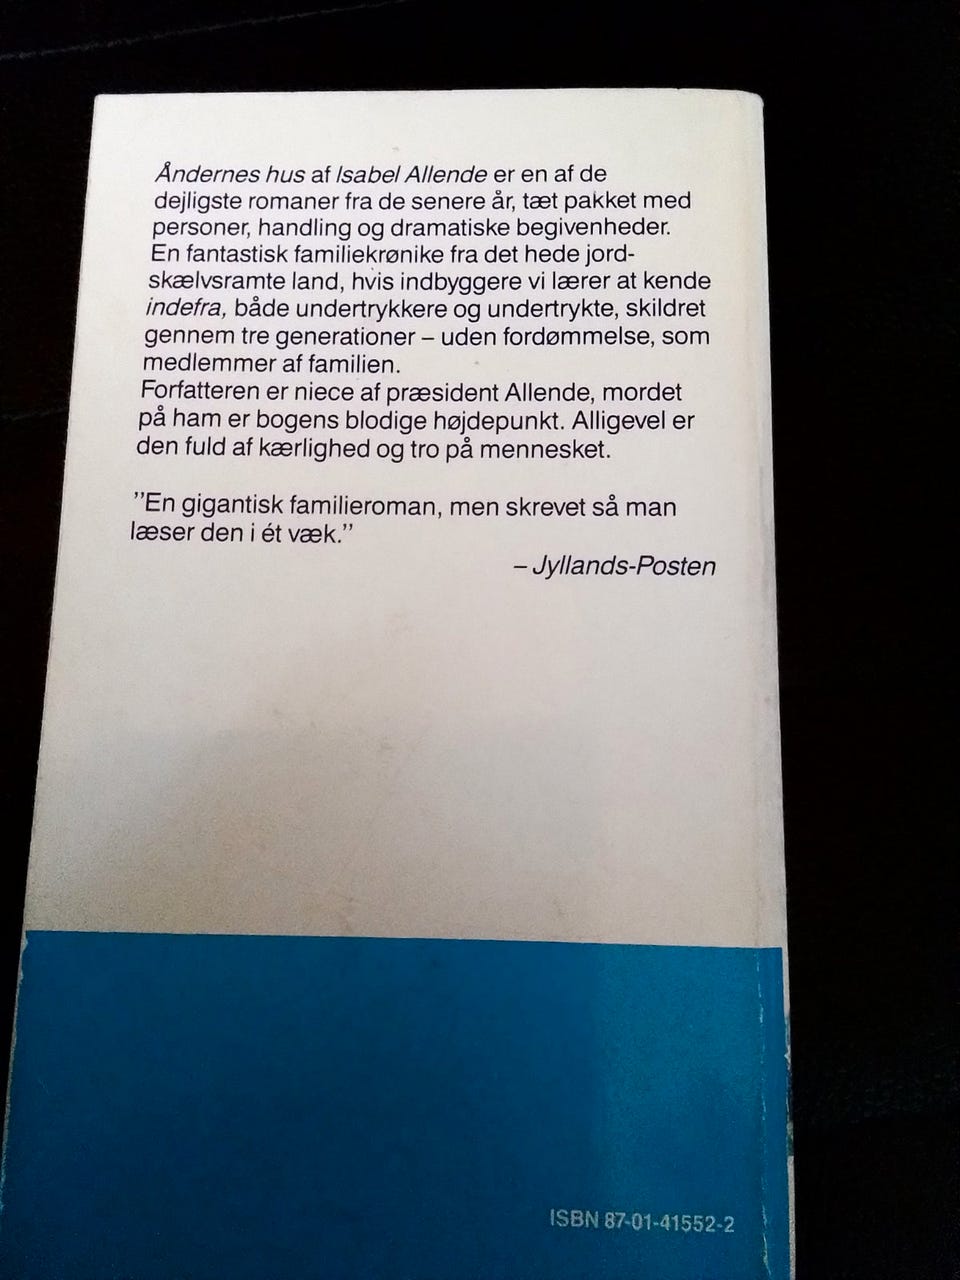 Åndernes hus af Isabel Allende er en af de
dejligste romaner fra de senere år, tæt pakket med
personer, handling og dramatiske begivenheder.
En fantastisk familiekrønike fra det hede jord-
skælvsramte land, hvis indbyggere vi lærer at kende
indefra, både undertrykkere og undertrykte, skildret
gennem tre generationer – uden fordømmelse, som
medlemmer af familien.
Forfatteren er niece af præsident Allende, mordet
på ham er bogens blodige højdepunkt. Alligevel er
den fuld af kærlighed og tro på mennesket.
”En gigantisk familieroman, men skrevet så man
læser den i ét væk.”
– Jyllands-Posten
ISBN 87-01-41552-2